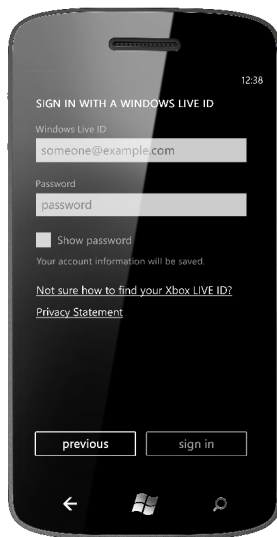 12:38
SIGN IN WITH A WINDOWS LIVE ID
Windows Live ID
someone@example.com
Password
password
Show password
Your account information will be saved.
Not sure how to find your Xbox LIVE ID?
Privacy Statement
previous
sign in